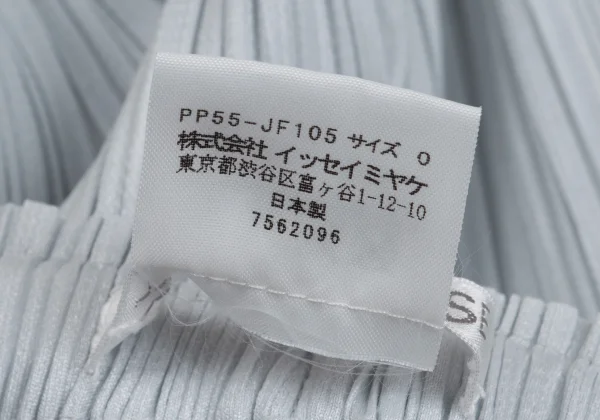 PP55-JF105 サイズ 0
株式会社 イッセイミヤケ
東京都渋谷区富ヶ谷1-12-10
日本製
7562096
S